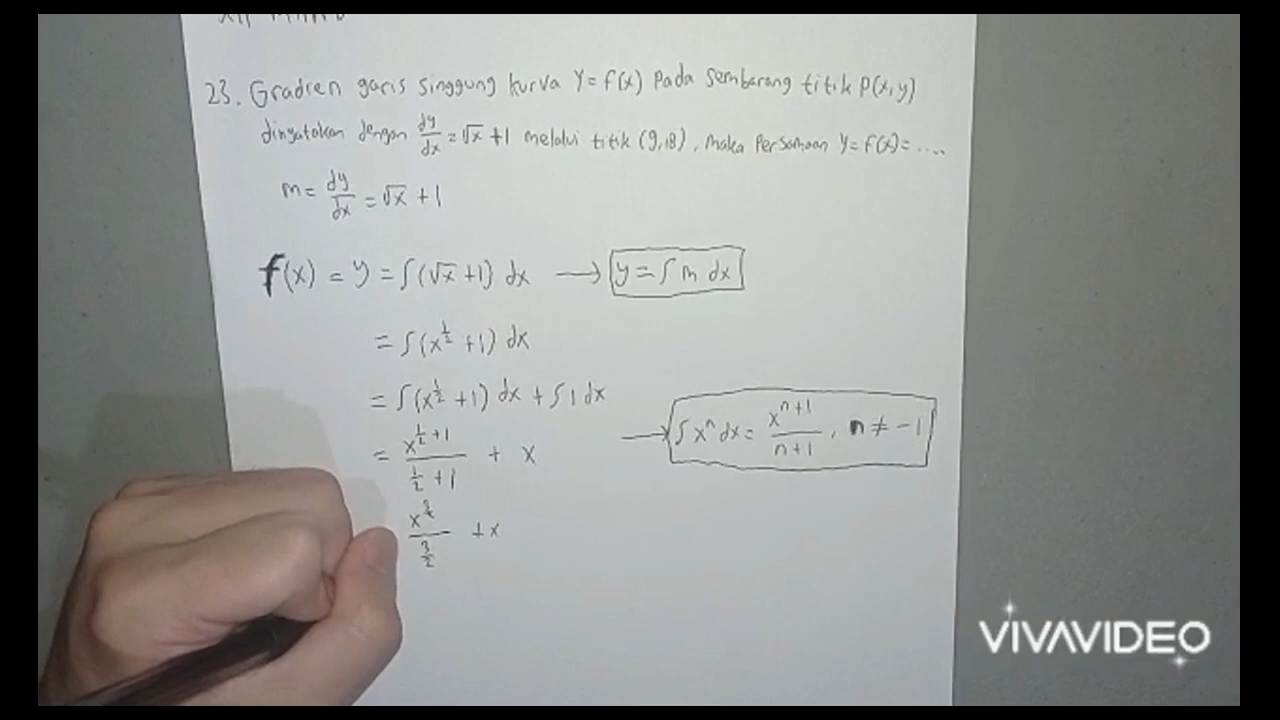 23. Gradien garis singgung kurva Y = f(x) Pada sembarang titik P(x,y)
dinyatakan dengan dy/dx = √x + 1 melalui titik (9,18), maka Persamaan Y = f(x) = ....
m = dy/dx = √x + 1
f(x) = y = ∫(√x + 1) dx → y = ∫ m dx
= ∫(x^½ + 1) dx
= ∫(x^½ + 1) dx + ∫1 dx
= x^(½+1)/(½+1) + x → ∫x^n dx = x^(n+1)/(n+1), n ≠ -1
x^(3/2)/(3/2) + x
VIVAVIDEO